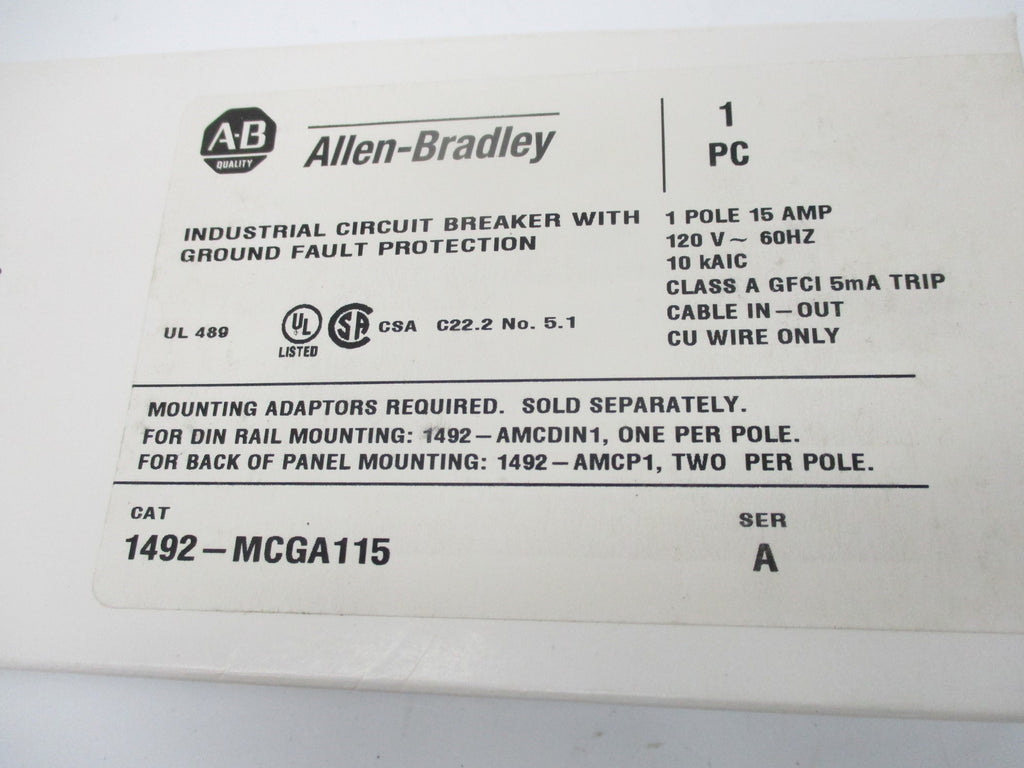 A·B
QUALITY
Allen-Bradley
1
PC
INDUSTRIAL CIRCUIT BREAKER WITH
GROUND FAULT PROTECTION
1 POLE 15 AMP
120 V ~ 60HZ
10 kAIC
CLASS A GFCI 5mA TRIP
CABLE IN–OUT
CU WIRE ONLY
UL 489
UL
LISTED
SA
CSA C22.2 No. 5.1
MOUNTING ADAPTORS REQUIRED. SOLD SEPARATELY.
FOR DIN RAIL MOUNTING: 1492–AMCDIN1, ONE PER POLE.
FOR BACK OF PANEL MOUNTING: 1492–AMCP1, TWO PER POLE.
CAT
1492–MCGA115
SER
A